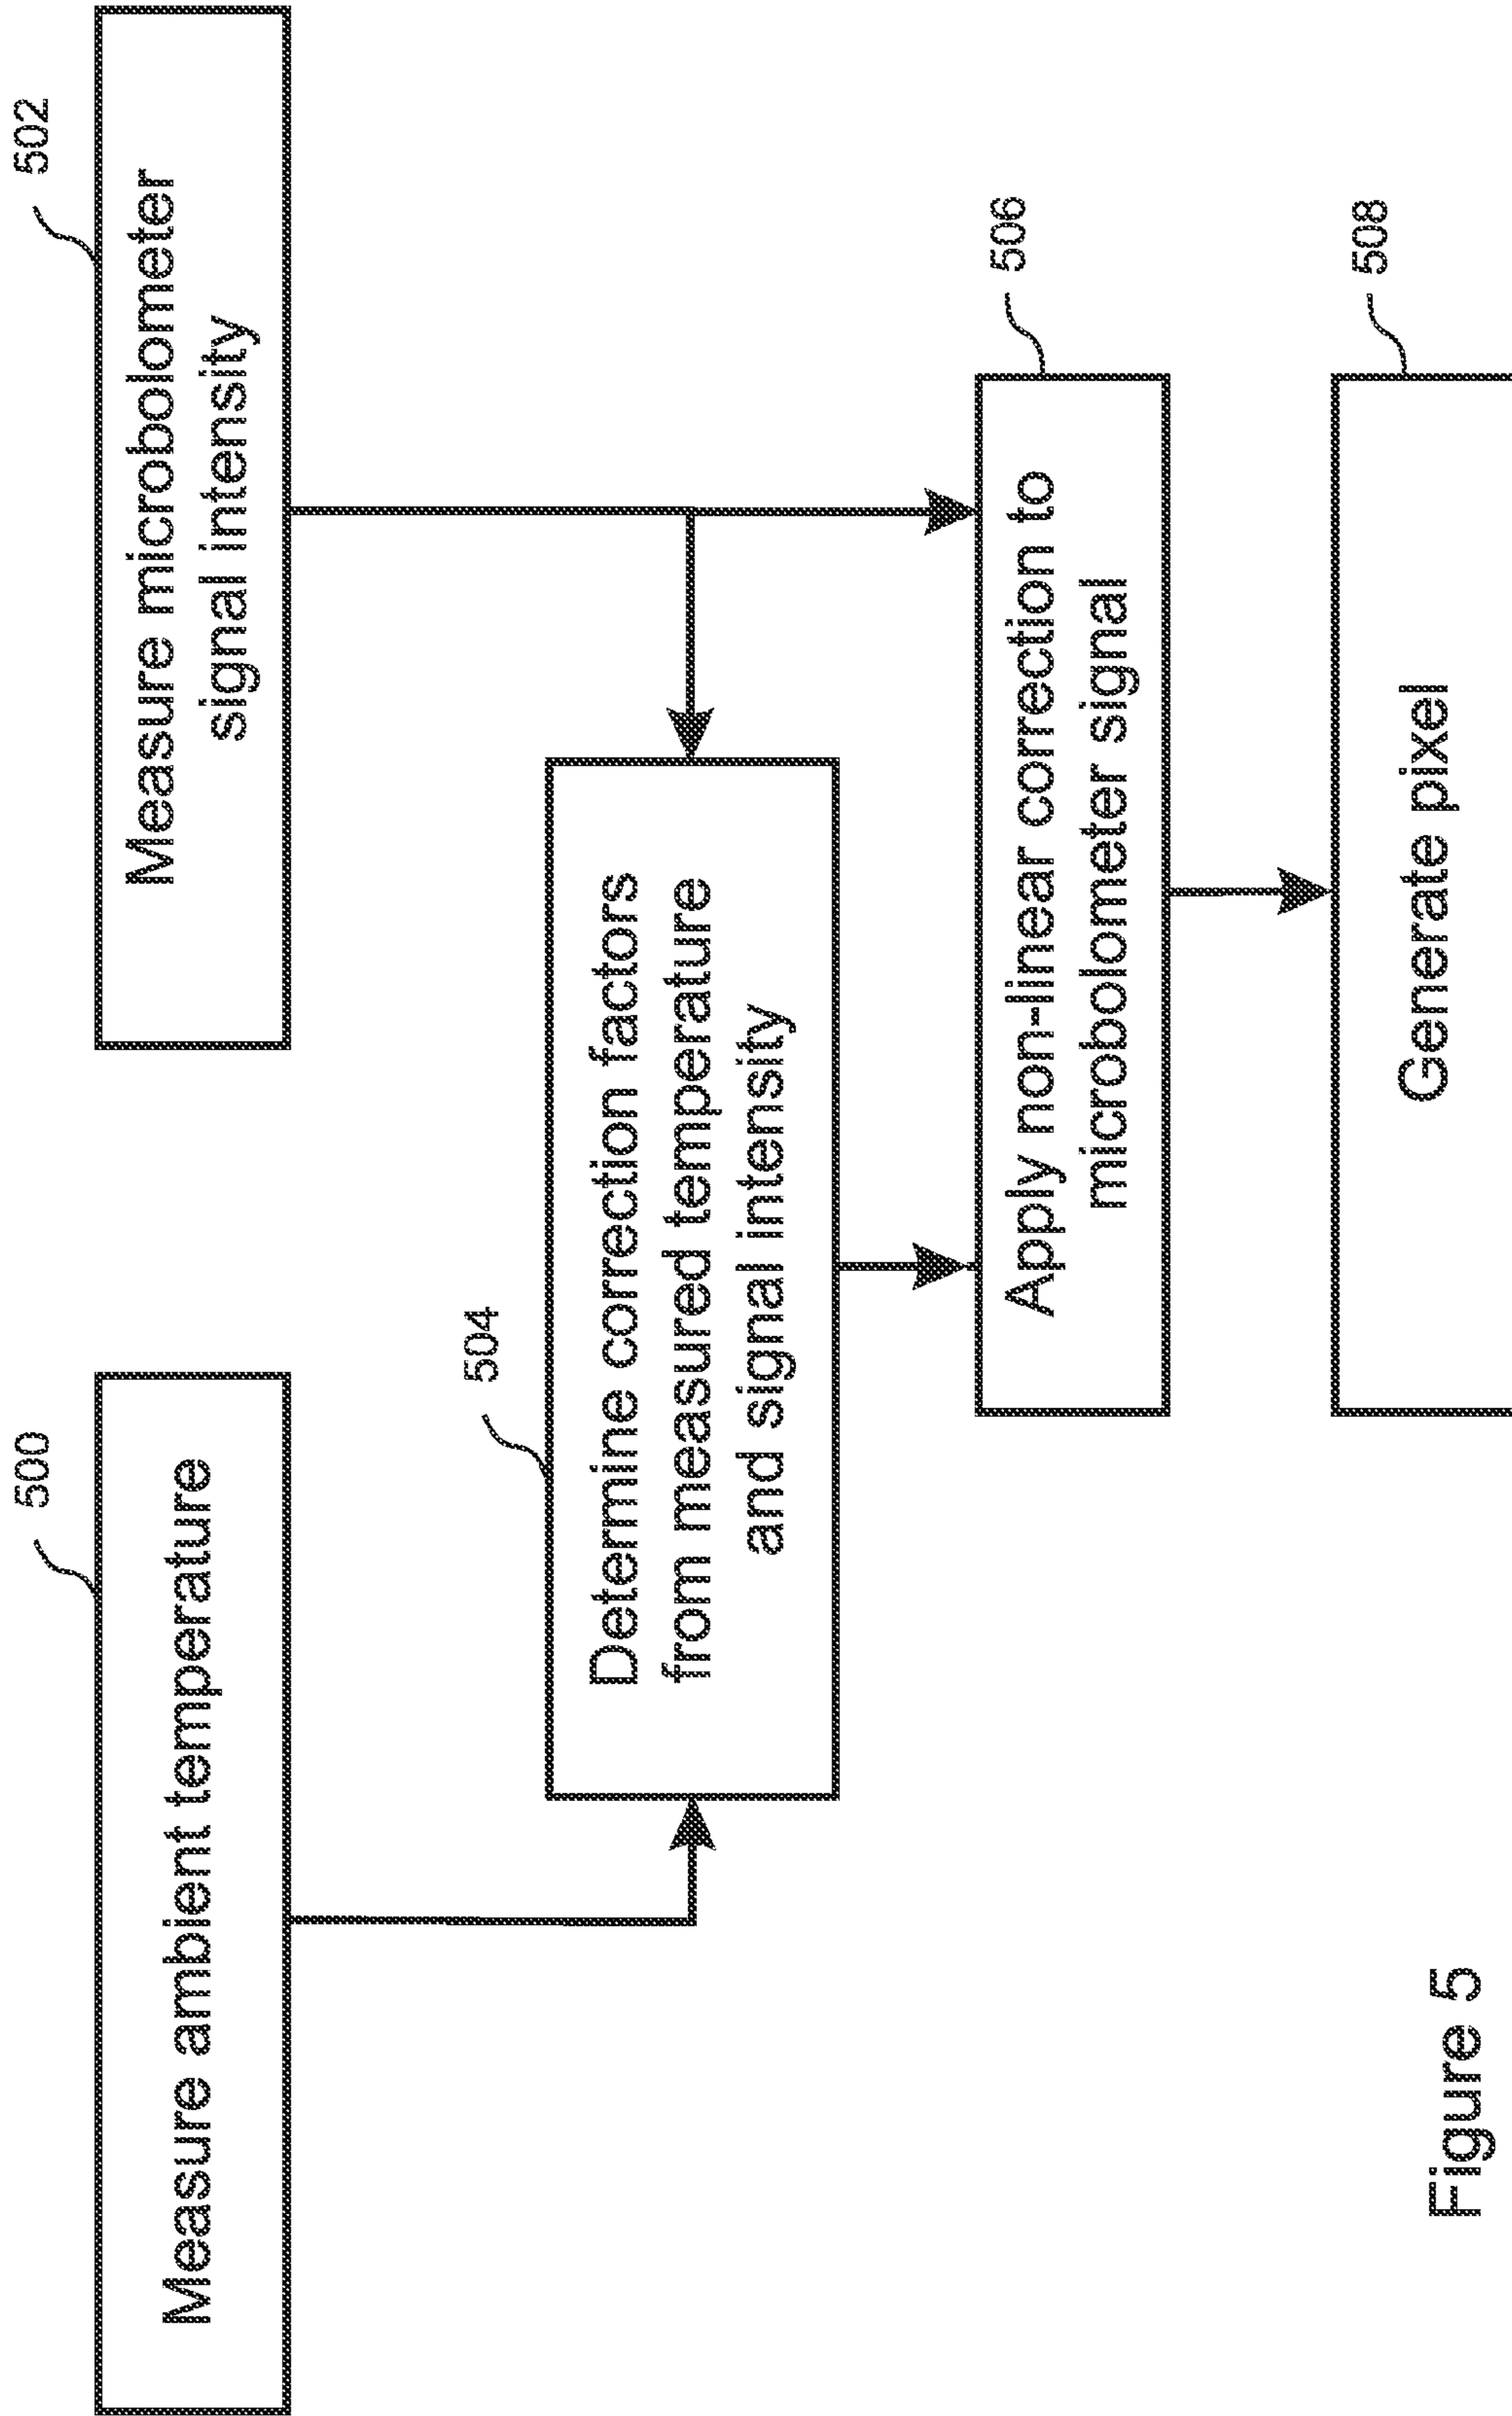 500
Measure ambient temperature
502
Measure microbolometer
signal intensity
504
Determine correction factors
from measured temperature
and signal intensity
506
Apply non-linear correction to
microbolometer signal
508
Generate pixel
Figure 5